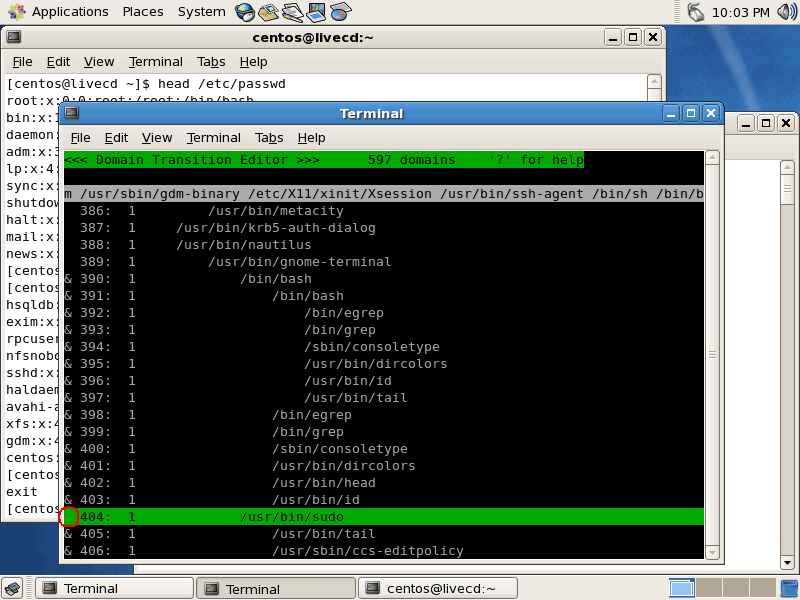 Applications Places System 10:03 PM
centos@livecd:~
File Edit View Terminal Tabs Help
[centos@livecd ~]$ head /etc/passwd
root:x:0:0:root:/root:/bin/bash
bin:x:1
daemon:
adm:x:3
lp:x:4:
sync:x:
shutdow
halt:x:
mail:x:
news:x:
[cento
[cento
hsqldb:
exim:x:
rpcuser
nfsnobo
sshd:x:
haldaem
avahi-a
xfs:x:4
gdm:x:4
centos:
[cento
exit
[cento
Terminal
File Edit View Terminal Tabs Help
<<< Domain Transition Editor >>> 597 domains '?' for help
m /usr/sbin/gdm-binary /etc/X11/xinit/Xsession /usr/bin/ssh-agent /bin/sh /bin/b
386: 1 /usr/bin/metacity
387: 1 /usr/bin/krb5-auth-dialog
388: 1 /usr/bin/nautilus
389: 1 /usr/bin/gnome-terminal
& 390: 1 /bin/bash
& 391: 1 /bin/bash
& 392: 1 /bin/egrep
& 393: 1 /bin/grep
& 394: 1 /sbin/consoletype
& 395: 1 /usr/bin/dircolors
& 396: 1 /usr/bin/id
& 397: 1 /usr/bin/tail
& 398: 1 /bin/egrep
& 399: 1 /bin/grep
& 400: 1 /sbin/consoletype
& 401: 1 /usr/bin/dircolors
& 402: 1 /usr/bin/head
& 403: 1 /usr/bin/id
404: 1 /usr/bin/sudo
& 405: 1 /usr/bin/tail
& 406: 1 /usr/sbin/ccs-editpolicy
Terminal Terminal centos@livecd:~